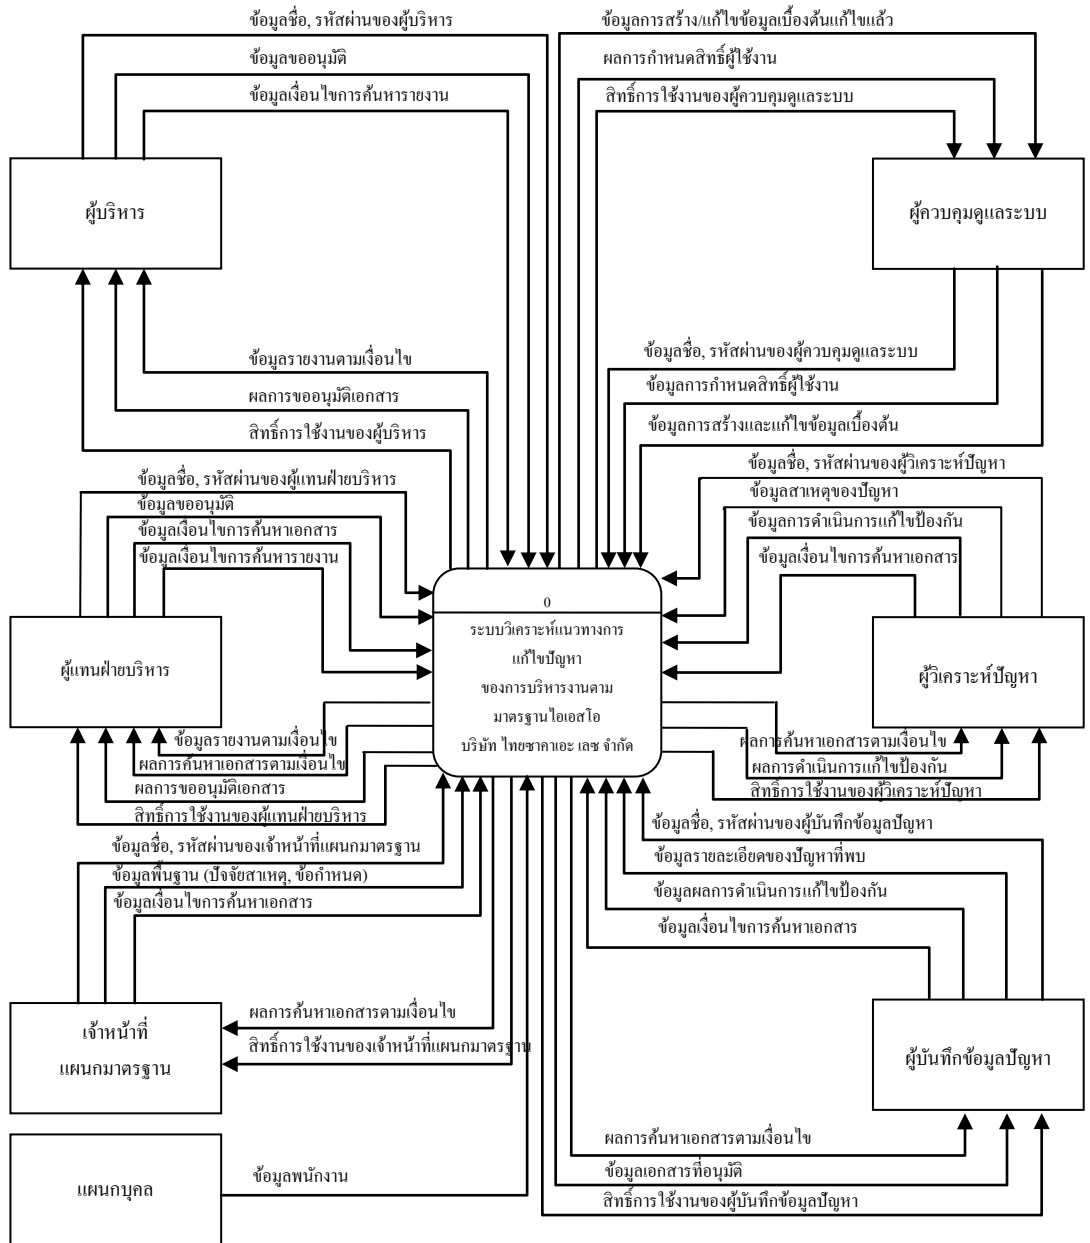 ข้อมูลชื่อ, รหัสผ่านของผู้บริหาร
ข้อมูลขออนุมัติ
ข้อมูลเงื่อนไขการค้นหารายงาน
ข้อมูลการสร้าง/แก้ไขข้อมูลเบื้องต้นแก้ไขแล้ว
ผลการกำหนดสิทธิ์ผู้ใช้งาน
สิทธิ์การใช้งานของผู้ควบคุมดูแลระบบ
ผู้บริหาร
ผู้ควบคุมดูแลระบบ
ข้อมูลรายงานตามเงื่อนไข
ผลการขออนุมัติเอกสาร
สิทธิ์การใช้งานของผู้บริหาร
ข้อมูลชื่อ, รหัสผ่านของผู้ควบคุมดูแลระบบ
ข้อมูลการกำหนดสิทธิ์ผู้ใช้งาน
ข้อมูลการสร้างและแก้ไขข้อมูลเบื้องต้น
ข้อมูลชื่อ, รหัสผ่านของผู้แทนฝ่ายบริหาร
ข้อมูลขออนุมัติ
ข้อมูลเงื่อนไขการค้นหาเอกสาร
ข้อมูลเงื่อนไขการค้นหารายงาน
ข้อมูลชื่อ, รหัสผ่านของผู้วิเคราะห์ปัญหา
ข้อมูลสาเหตุของปัญหา
ข้อมูลการดำเนินการแก้ไขป้องกัน
ข้อมูลเงื่อนไขการค้นหาเอกสาร
0
ระบบวิเคราะห์แนวทางการ
แก้ไขปัญหา
ของการบริหารงานตาม
มาตรฐานไอเอสโอ
บริษัท ไทยซาคาเอะ เลซ จำกัด
ผู้แทนฝ่ายบริหาร
ผู้วิเคราะห์ปัญหา
ข้อมูลรายงานตามเงื่อนไข
ผลการค้นหาเอกสารตามเงื่อนไข
ผลการขออนุมัติเอกสาร
สิทธิ์การใช้งานของผู้แทนฝ่ายบริหาร
ผลการค้นหาเอกสารตามเงื่อนไข
ผลการดำเนินการแก้ไขป้องกัน
สิทธิ์การใช้งานของผู้วิเคราะห์ปัญหา
ข้อมูลชื่อ, รหัสผ่านของเจ้าหน้าที่แผนกมาตรฐาน
ข้อมูลพื้นฐาน (ปัจจัยสาเหตุ, ข้อกำหนด)
ข้อมูลเงื่อนไขการค้นหาเอกสาร
ข้อมูลชื่อ, รหัสผ่านของผู้บันทึกข้อมูลปัญหา
ข้อมูลรายละเอียดของปัญหาที่พบ
ข้อมูลผลการดำเนินการแก้ไขป้องกัน
ข้อมูลเงื่อนไขการค้นหาเอกสาร
เจ้าหน้าที่
แผนกมาตรฐาน
ผลการค้นหาเอกสารตามเงื่อนไข
สิทธิ์การใช้งานของเจ้าหน้าที่แผนกมาตรฐาน
ผู้บันทึกข้อมูลปัญหา
แผนกบุคคล
ข้อมูลพนักงาน
ผลการค้นหาเอกสารตามเงื่อนไข
ข้อมูลเอกสารที่อนุมัติ
สิทธิ์การใช้งานของผู้บันทึกข้อมูลปัญหา